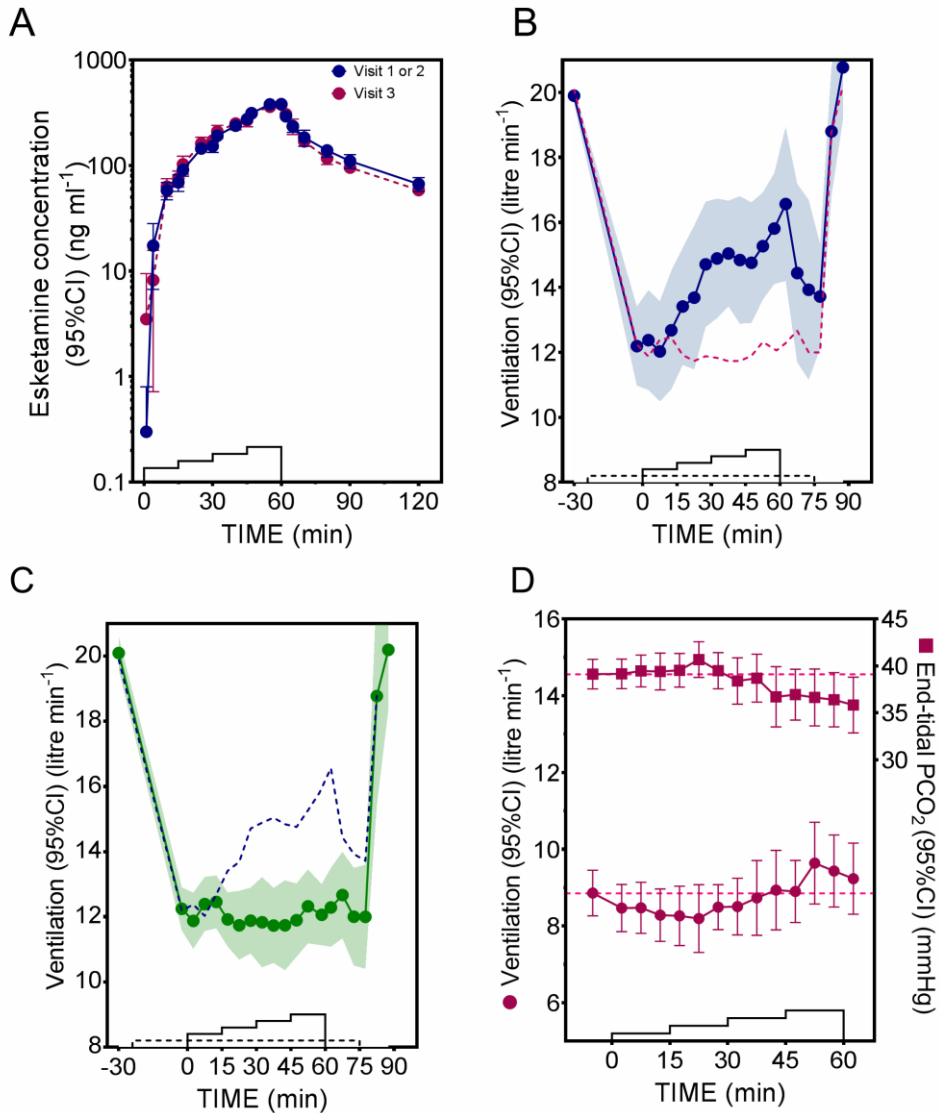 A
Esketamine concentration
(95%CI) (ng ml⁻¹)
1000
100
10
1
0.1
Visit 1 or 2
Visit 3
0 30 60 90 120
TIME (min)
B
Ventilation (95%CI) (litre min⁻¹)
20
18
16
14
12
10
8
-30 0 15 30 45 60 75 90
TIME (min)
C
Ventilation (95%CI) (litre min⁻¹)
20
18
16
14
12
10
8
-30 0 15 30 45 60 75 90
TIME (min)
D
Ventilation (95%CI) (litre min⁻¹)
16
14
12
10
8
6
45
40
35
30
End-tidal PCO₂ (95%CI) (mmHg)
0 15 30 45 60
TIME (min)